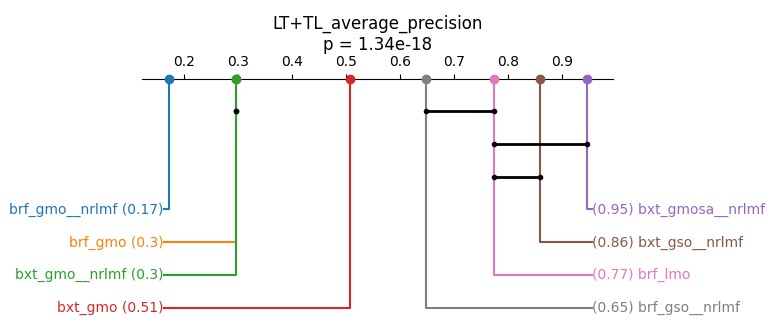 LT+TL_average_precision
p = 1.34e-18
0.2 0.3 0.4 0.5 0.6 0.7 0.8 0.9
brf_gmo__nrlmf (0.17) (0.95) bxt_gmosa__nrlmf
brf_gmo (0.3) (0.86) bxt_gso__nrlmf
bxt_gmo__nrlmf (0.3) (0.77) brf_lmo
bxt_gmo (0.51) (0.65) brf_gso__nrlmf